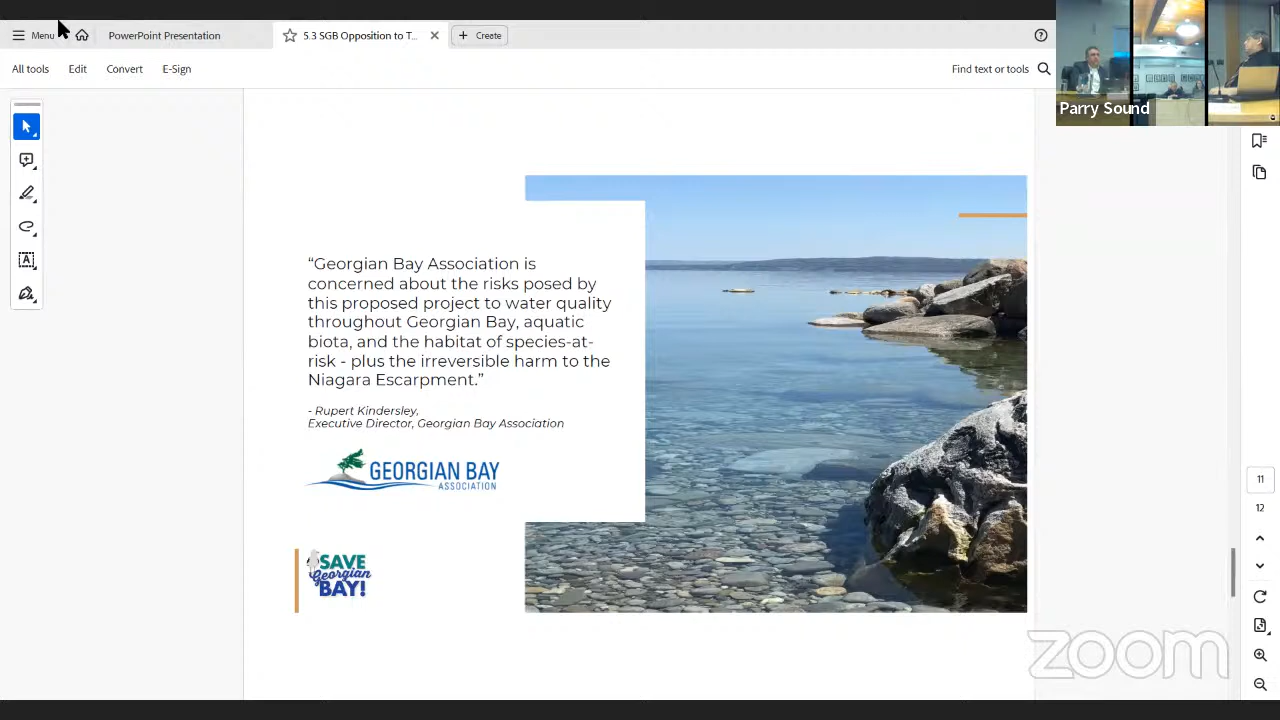 Menu
PowerPoint Presentation
5.3 SGB Opposition to T...
Create
All tools
Edit
Convert
E-Sign
Find text or tools
Parry Sound
“Georgian Bay Association is
concerned about the risks posed by
this proposed project to water quality
throughout Georgian Bay, aquatic
biota, and the habitat of species-at-
risk - plus the irreversible harm to the
Niagara Escarpment.”
- Rupert Kindersley,
Executive Director, Georgian Bay Association
GEORGIAN BAY
ASSOCIATION
SAVE
Georgian
BAY!
11
12
zoom